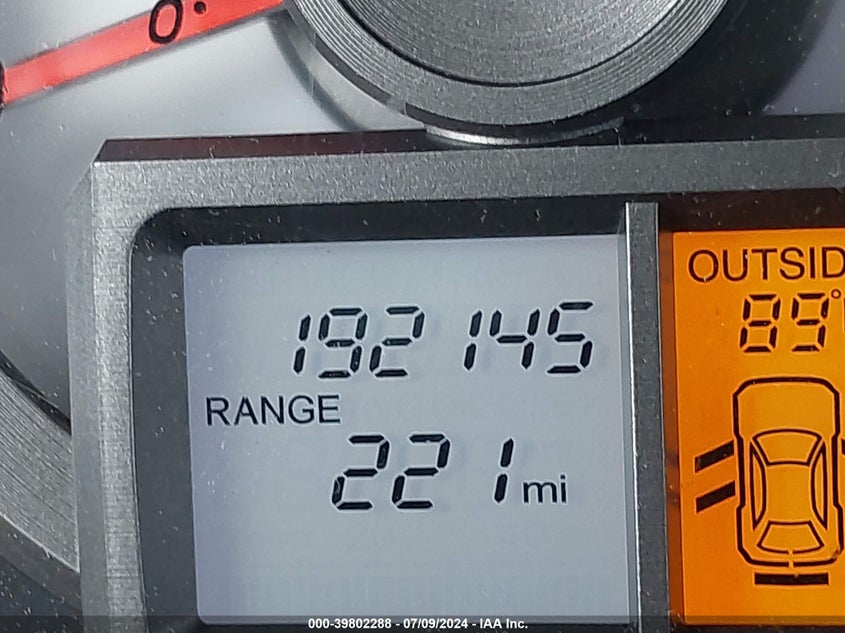 0
192145
RANGE
221 mi
OUTSID
89°
000-39802288 - 07/09/2024 - IAA Inc.